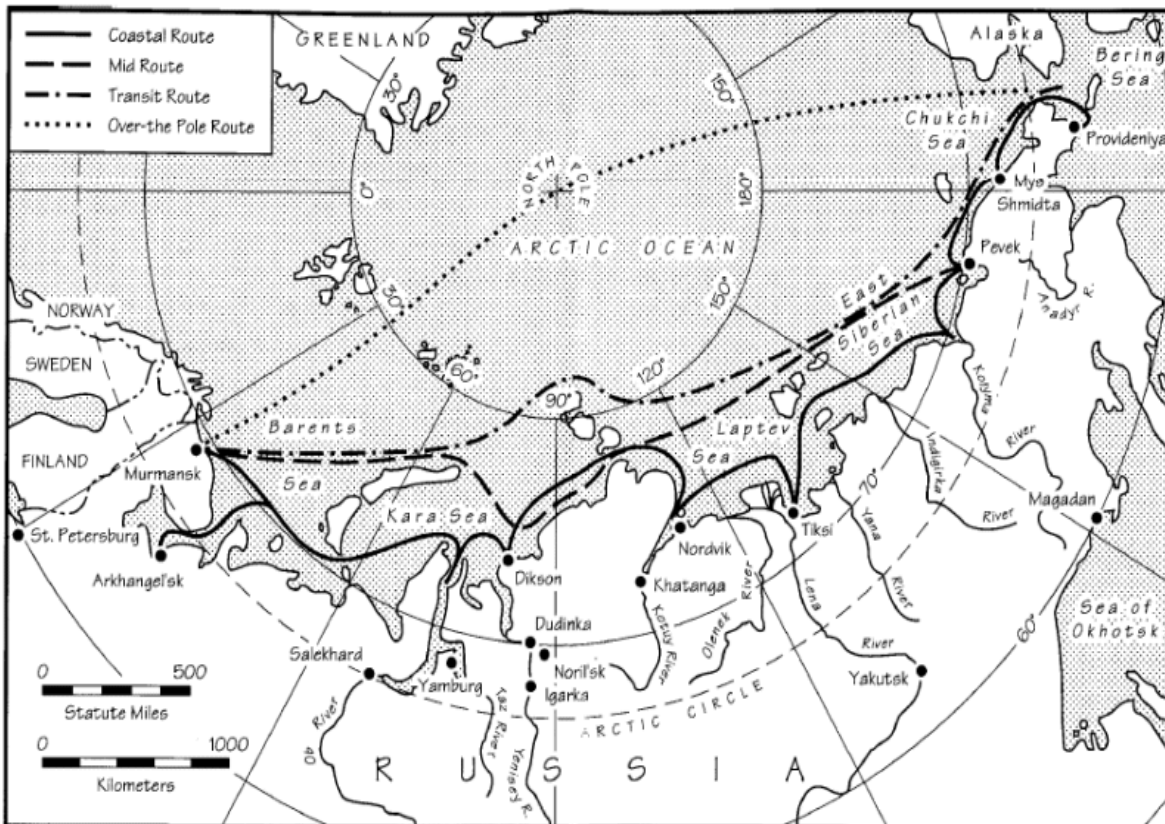 Coastal Route
Mid Route
Transit Route
Over-the Pole Route
GREENLAND
Alaska
Bering
Sea
30°
150°
Chukchi
Sea
Provideniya
NORTH POLE
0°
180°
Mys
Shmidta
ARCTIC OCEAN
Pevek
30°
150°
East
Siberian
Sea
Anadyr R.
NORWAY
SWEDEN
60°
120°
90°
Kolyma
River
Barents
Sea
Laptev
Sea
FINLAND
Murmansk
Indigirka
River
Magadan
70°
Kara Sea
St. Petersburg
Arkhangel'sk
Nordvik
Tiksi
Yana
River
Dikson
Khatanga
Lena
River
Olenek
River
Kotuy River
Sea of
Okhotsk
60°
Dudinka
Noril'sk
Igarka
Salekhard
Yamburg
Yakutsk
0 500
Statute Miles
0 1000
Kilometers
River
Taz River
Yenisey R.
ARCTIC CIRCLE
RUSSIA